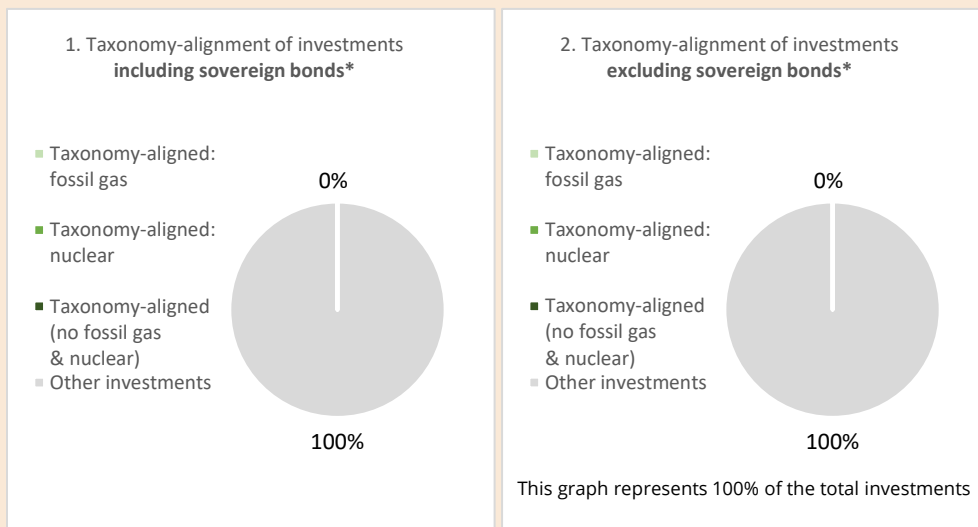 1. Taxonomy-alignment of investments
including sovereign bonds*
Taxonomy-aligned:
fossil gas
Taxonomy-aligned:
nuclear
Taxonomy-aligned
(no fossil gas
& nuclear)
Other investments
0%
100%
2. Taxonomy-alignment of investments
excluding sovereign bonds*
Taxonomy-aligned:
fossil gas
Taxonomy-aligned:
nuclear
Taxonomy-aligned
(no fossil gas
& nuclear)
Other investments
0%
100%
This graph represents 100% of the total investments